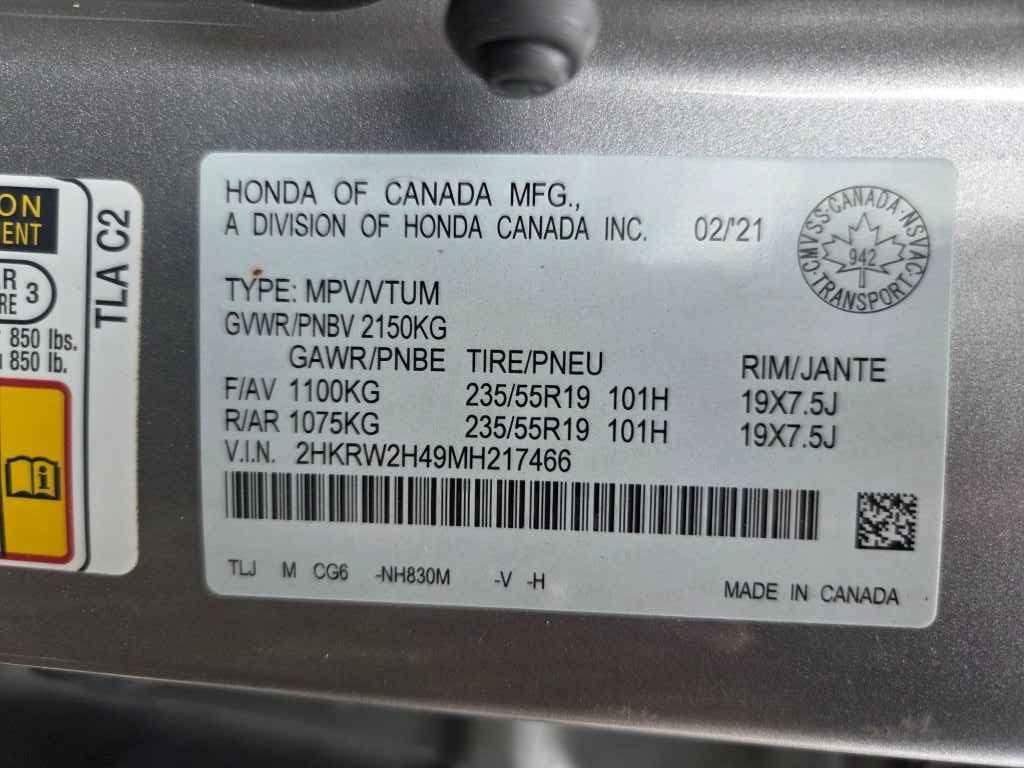 ON
ENT
R
RE 3
850 lbs.
850 lb.
TLA C2
HONDA OF CANADA MFG.,
A DIVISION OF HONDA CANADA INC. 02/'21
CMVSS·CANADA·NSVAC·TRANSPORT·
942
TYPE: MPV/VTUM
GVWR/PNBV 2150KG
GAWR/PNBE TIRE/PNEU RIM/JANTE
F/AV 1100KG 235/55R19 101H 19X7.5J
R/AR 1075KG 235/55R19 101H 19X7.5J
V.I.N. 2HKRW2H49MH217466
TLJ M CG6 -NH830M -V -H MADE IN CANADA